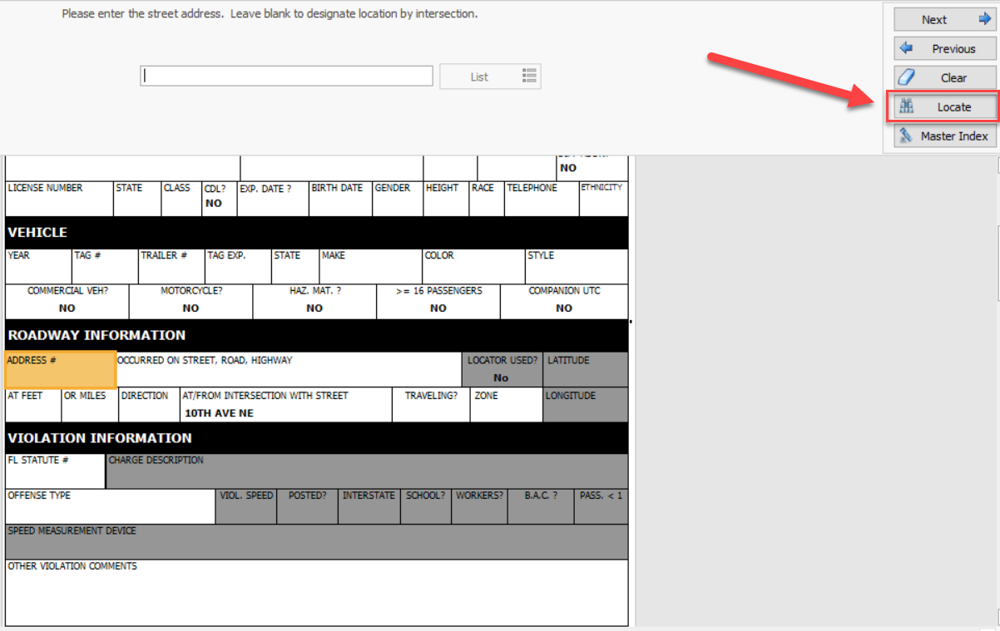 Please enter the street address. Leave blank to designate location by intersection.
Next
Previous
List
Clear
Locate
Master Index
NO
LICENSE NUMBER STATE CLASS CDL? EXP. DATE ? BIRTH DATE GENDER HEIGHT RACE TELEPHONE ETHNICITY
NO
VEHICLE
YEAR TAG # TRAILER # TAG EXP. STATE MAKE COLOR STYLE
COMMERCIAL VEH? MOTORCYCLE? HAZ. MAT. ? >= 16 PASSENGERS COMPANION UTC
NO NO NO NO NO
ROADWAY INFORMATION
ADDRESS # OCCURRED ON STREET, ROAD, HIGHWAY LOCATOR USED? LATITUDE
No
AT FEET OR MILES DIRECTION AT/FROM INTERSECTION WITH STREET TRAVELING? ZONE LONGITUDE
10TH AVE NE
VIOLATION INFORMATION
FL STATUTE # CHARGE DESCRIPTION
OFFENSE TYPE VIOL. SPEED POSTED? INTERSTATE SCHOOL? WORKERS? B.A.C. ? PASS. < 1
SPEED MEASUREMENT DEVICE
OTHER VIOLATION COMMENTS